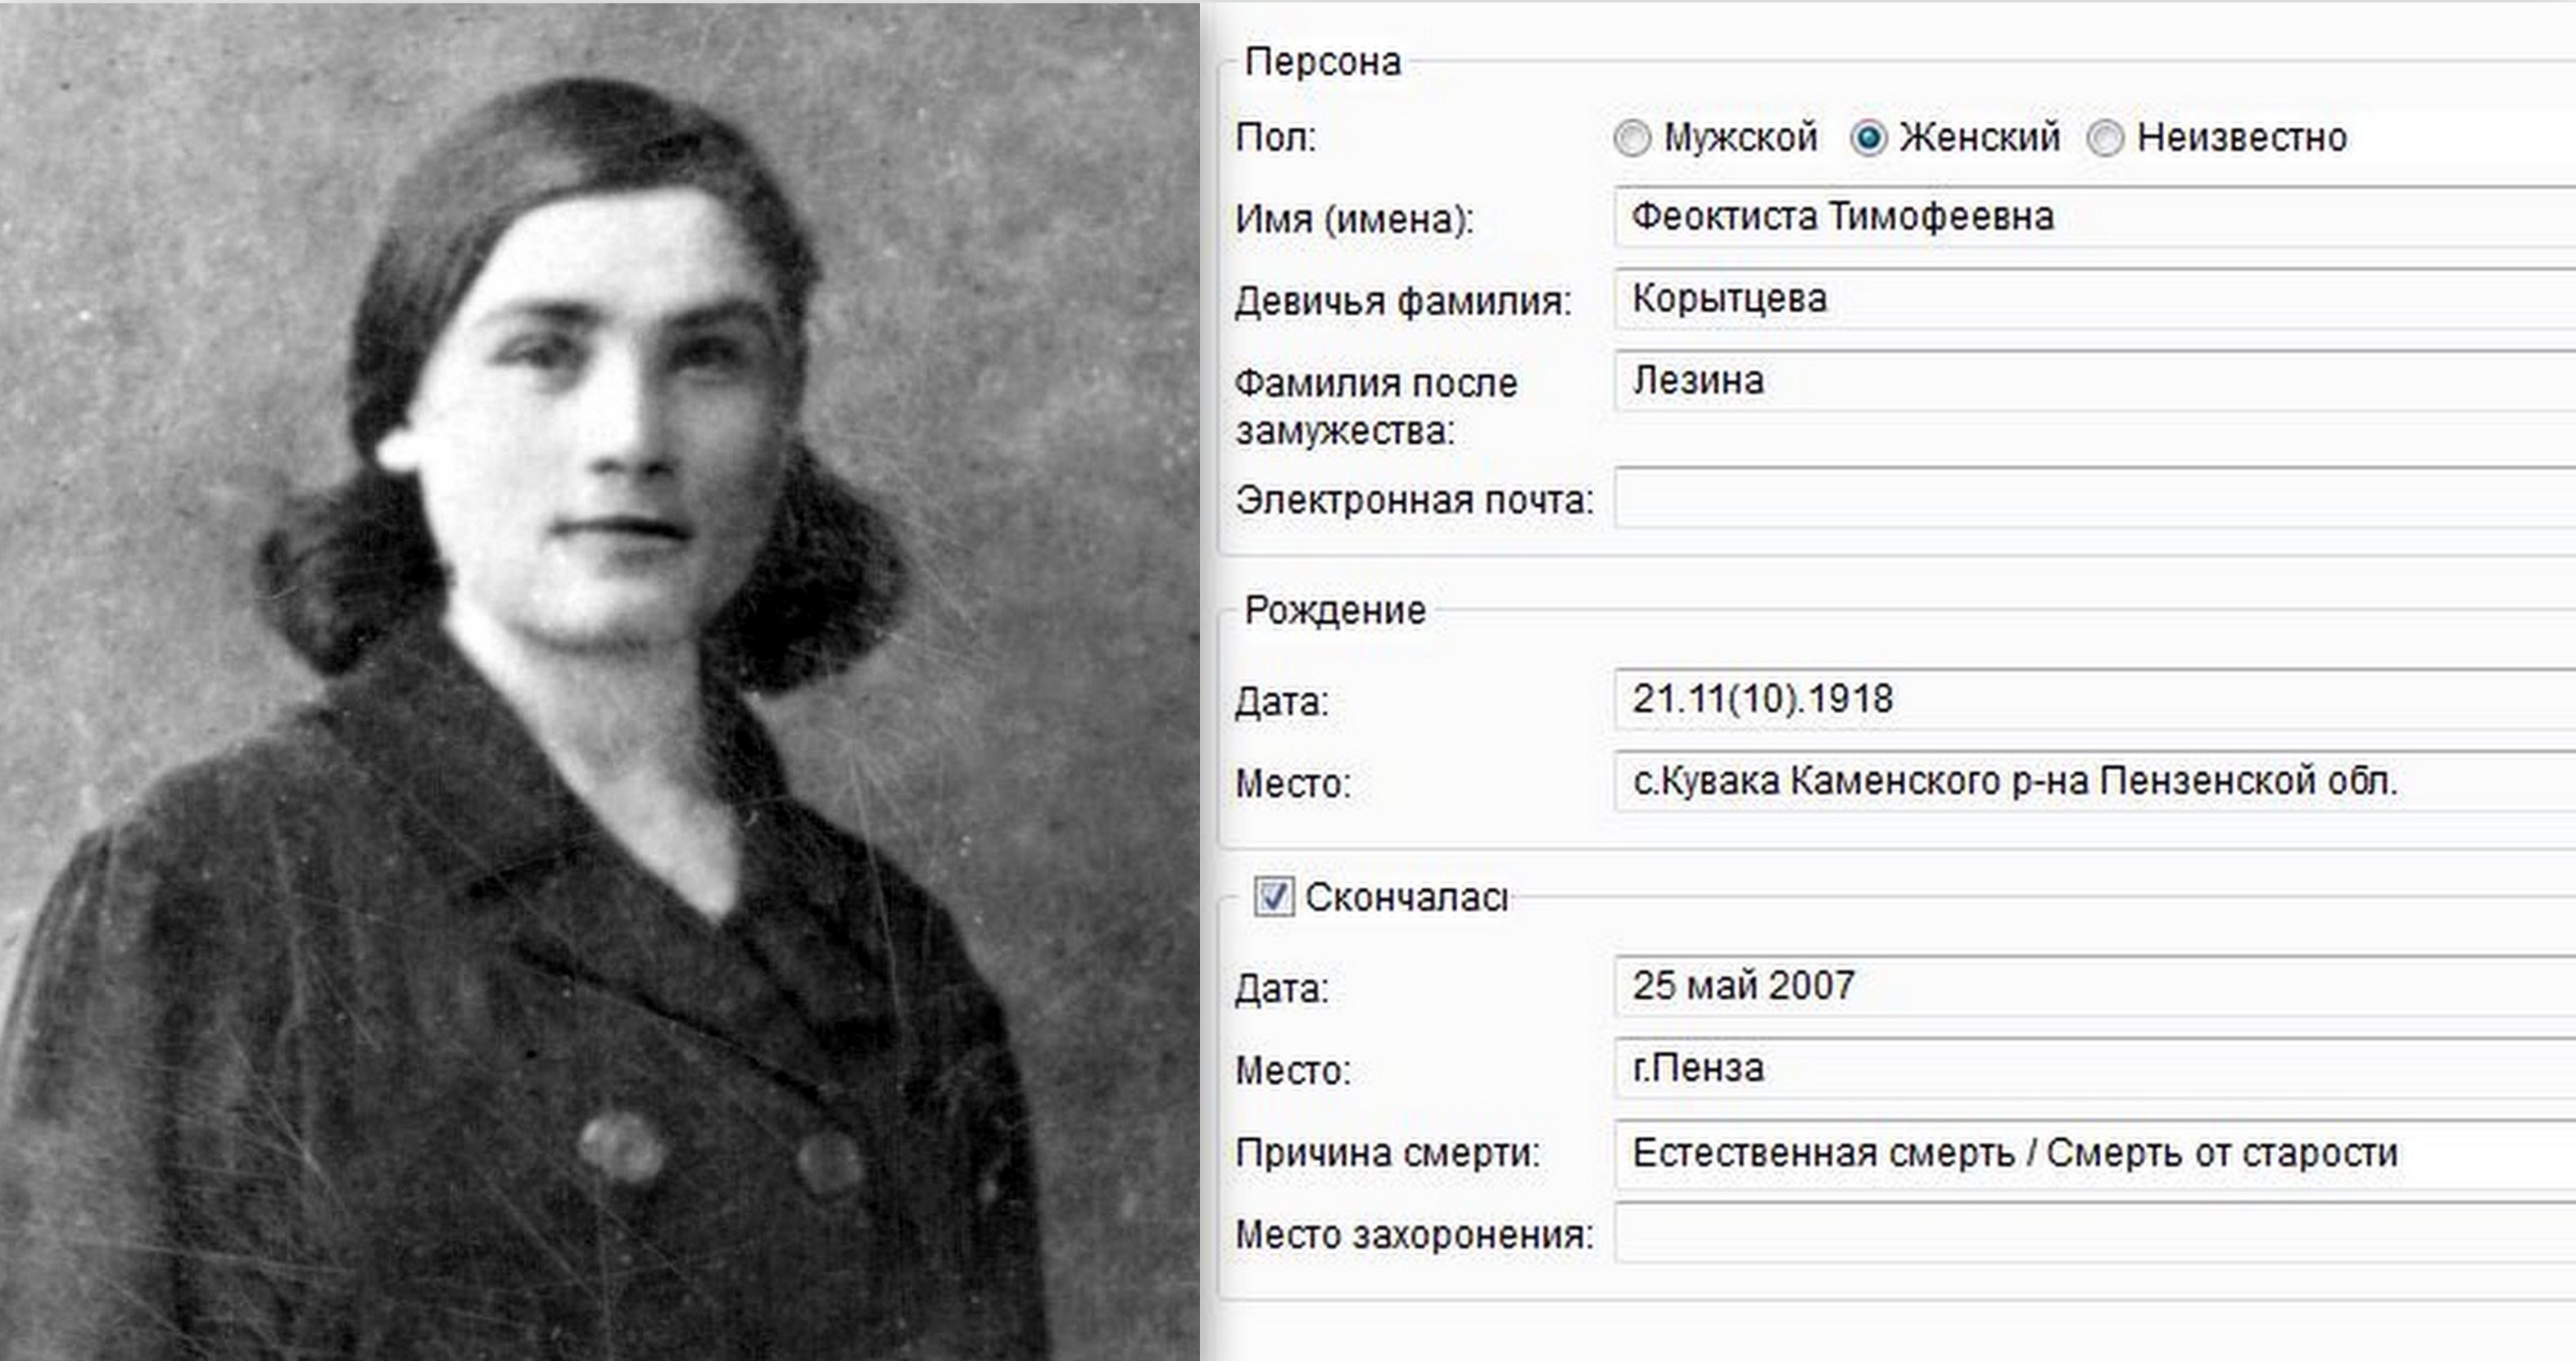 Персона
Пол: Мужской Женский Неизвестно
Имя (имена): Феоктиста Тимофеевна
Девичья фамилия: Корытцева
Фамилия после Лезина
замужества:
Электронная почта:
Рождение
Дата: 21.11(10).1918
Место: с.Кувака Каменского р-на Пензенской обл.
Скончалась
Дата: 25 май 2007
Место: г.Пенза
Причина смерти: Естественная смерть / Смерть от старости
Место захоронения: